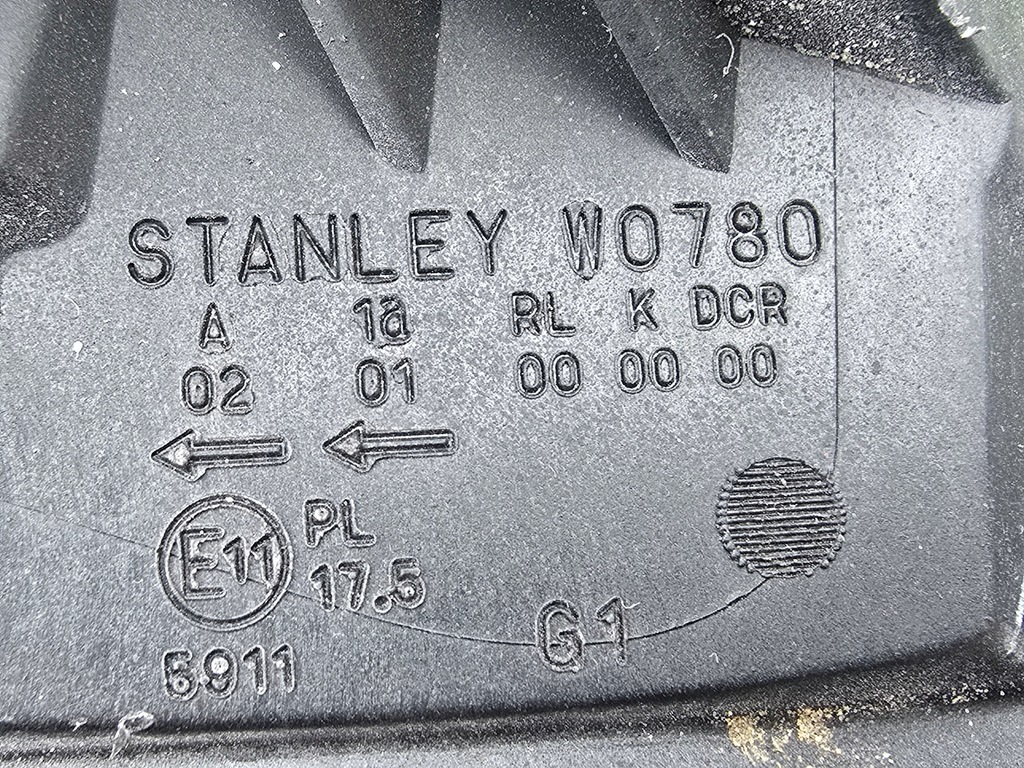 STANLEY W0780
A 1a RL K DCR
02 01 00 00 00
E11 PL
17.5
G1
6911